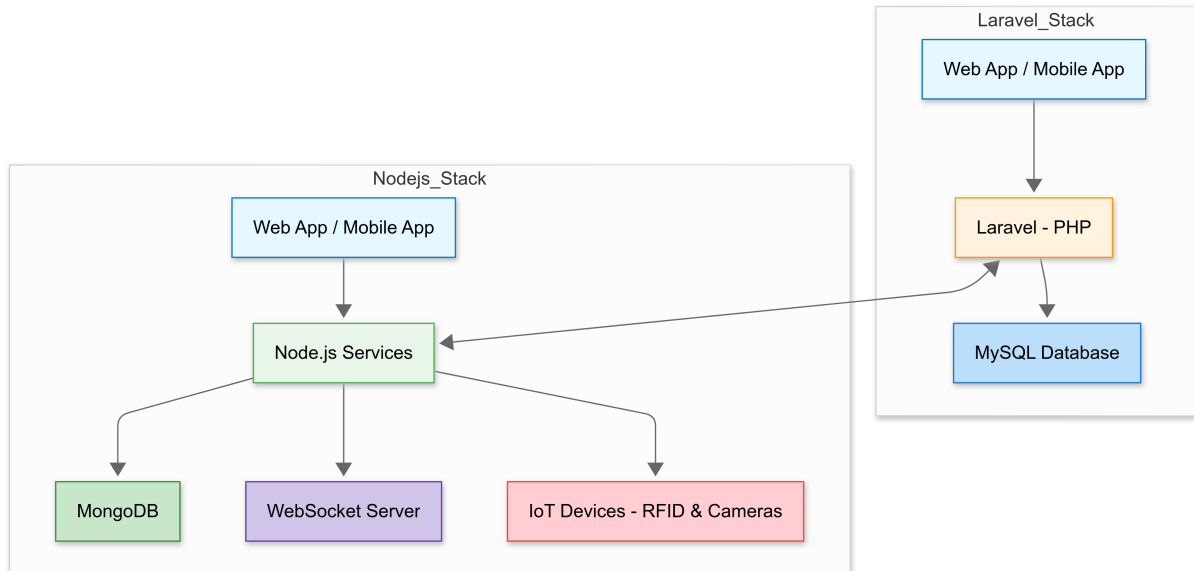 Laravel_Stack
Web App / Mobile App
Laravel - PHP
MySQL Database
Nodejs_Stack
Web App / Mobile App
Node.js Services
MongoDB
WebSocket Server
IoT Devices - RFID & Cameras